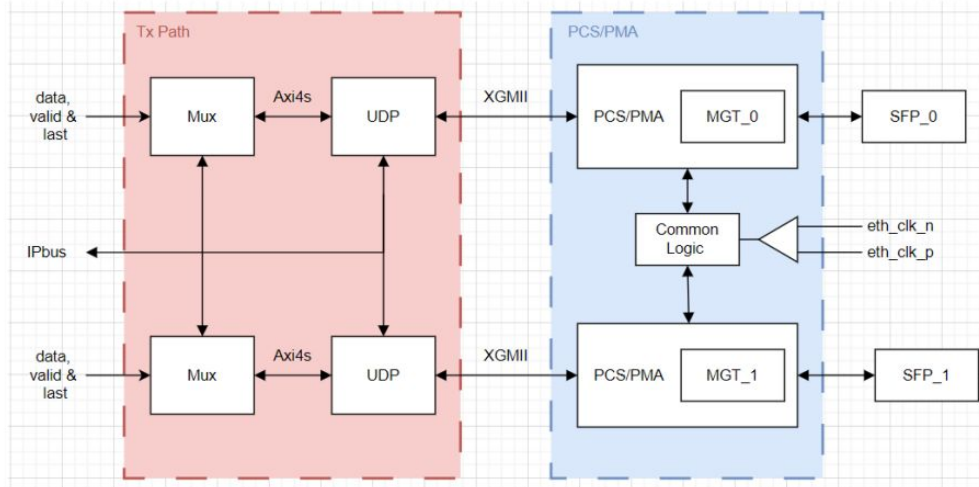 Tx Path
PCS/PMA
data,
valid &
last
Mux
Axi4s
UDP
XGMII
PCS/PMA
MGT_0
SFP_0
IPbus
Common
Logic
eth_clk_n
eth_clk_p
data,
valid &
last
Mux
Axi4s
UDP
XGMII
PCS/PMA
MGT_1
SFP_1